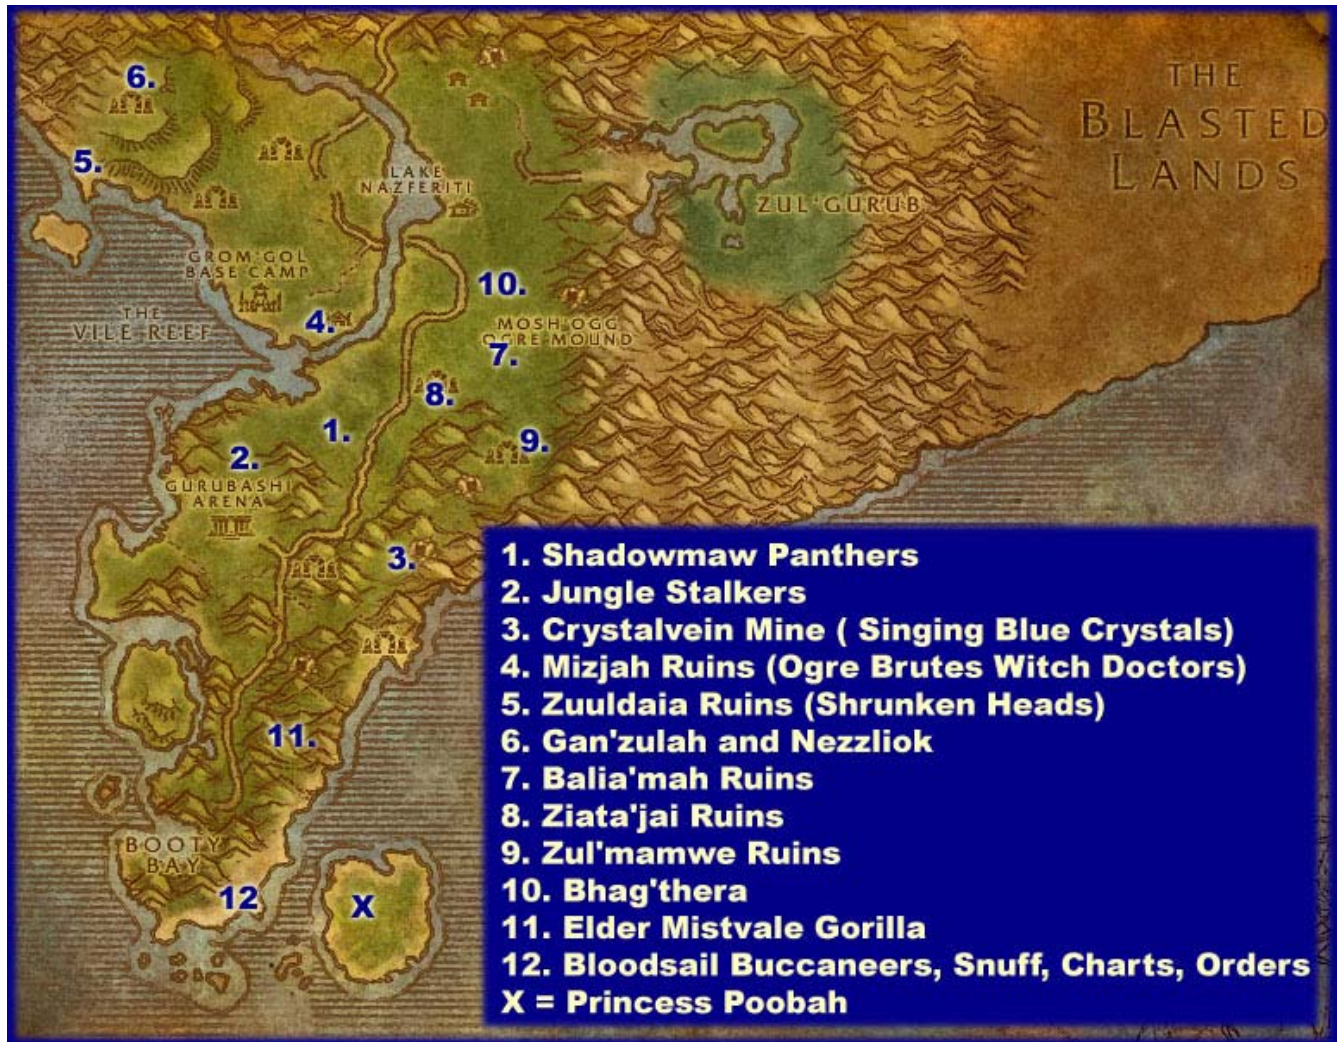 6.
THE
BLASTED
LANDS
5.
LAKE
NAZFERITI
ZUL'GURUB
GROM'GOL
BASE CAMP
10.
THE
VILE REEF
4.
MOSH'OGG
OGRE MOUND
7.
8.
1.
9.
2.
GURUBASHI
ARENA
3.
11.
BOOTY
BAY
12
X
1. Shadowmaw Panthers
2. Jungle Stalkers
3. Crystalvein Mine ( Singing Blue Crystals)
4. Mizjah Ruins (Ogre Brutes Witch Doctors)
5. Zuuldaia Ruins (Shrunken Heads)
6. Gan'zulah and Nezzliok
7. Balia'mah Ruins
8. Ziata'jai Ruins
9. Zul'mamwe Ruins
10. Bhag'thera
11. Elder Mistvale Gorilla
12. Bloodsail Buccaneers, Snuff, Charts, Orders
X = Princess Poobah